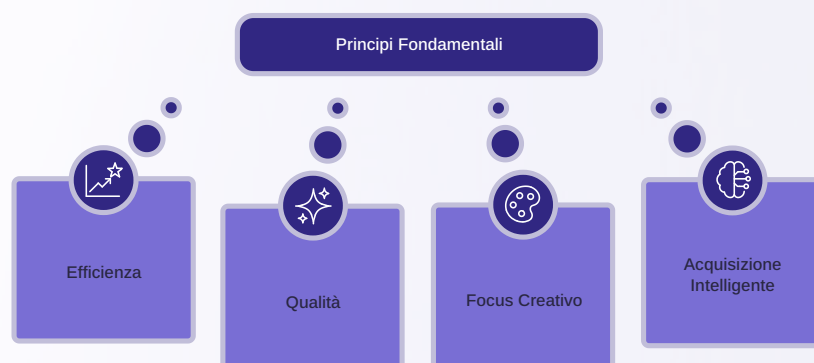 Principi Fondamentali
Efficienza
Qualità
Focus Creativo
Acquisizione
Intelligente